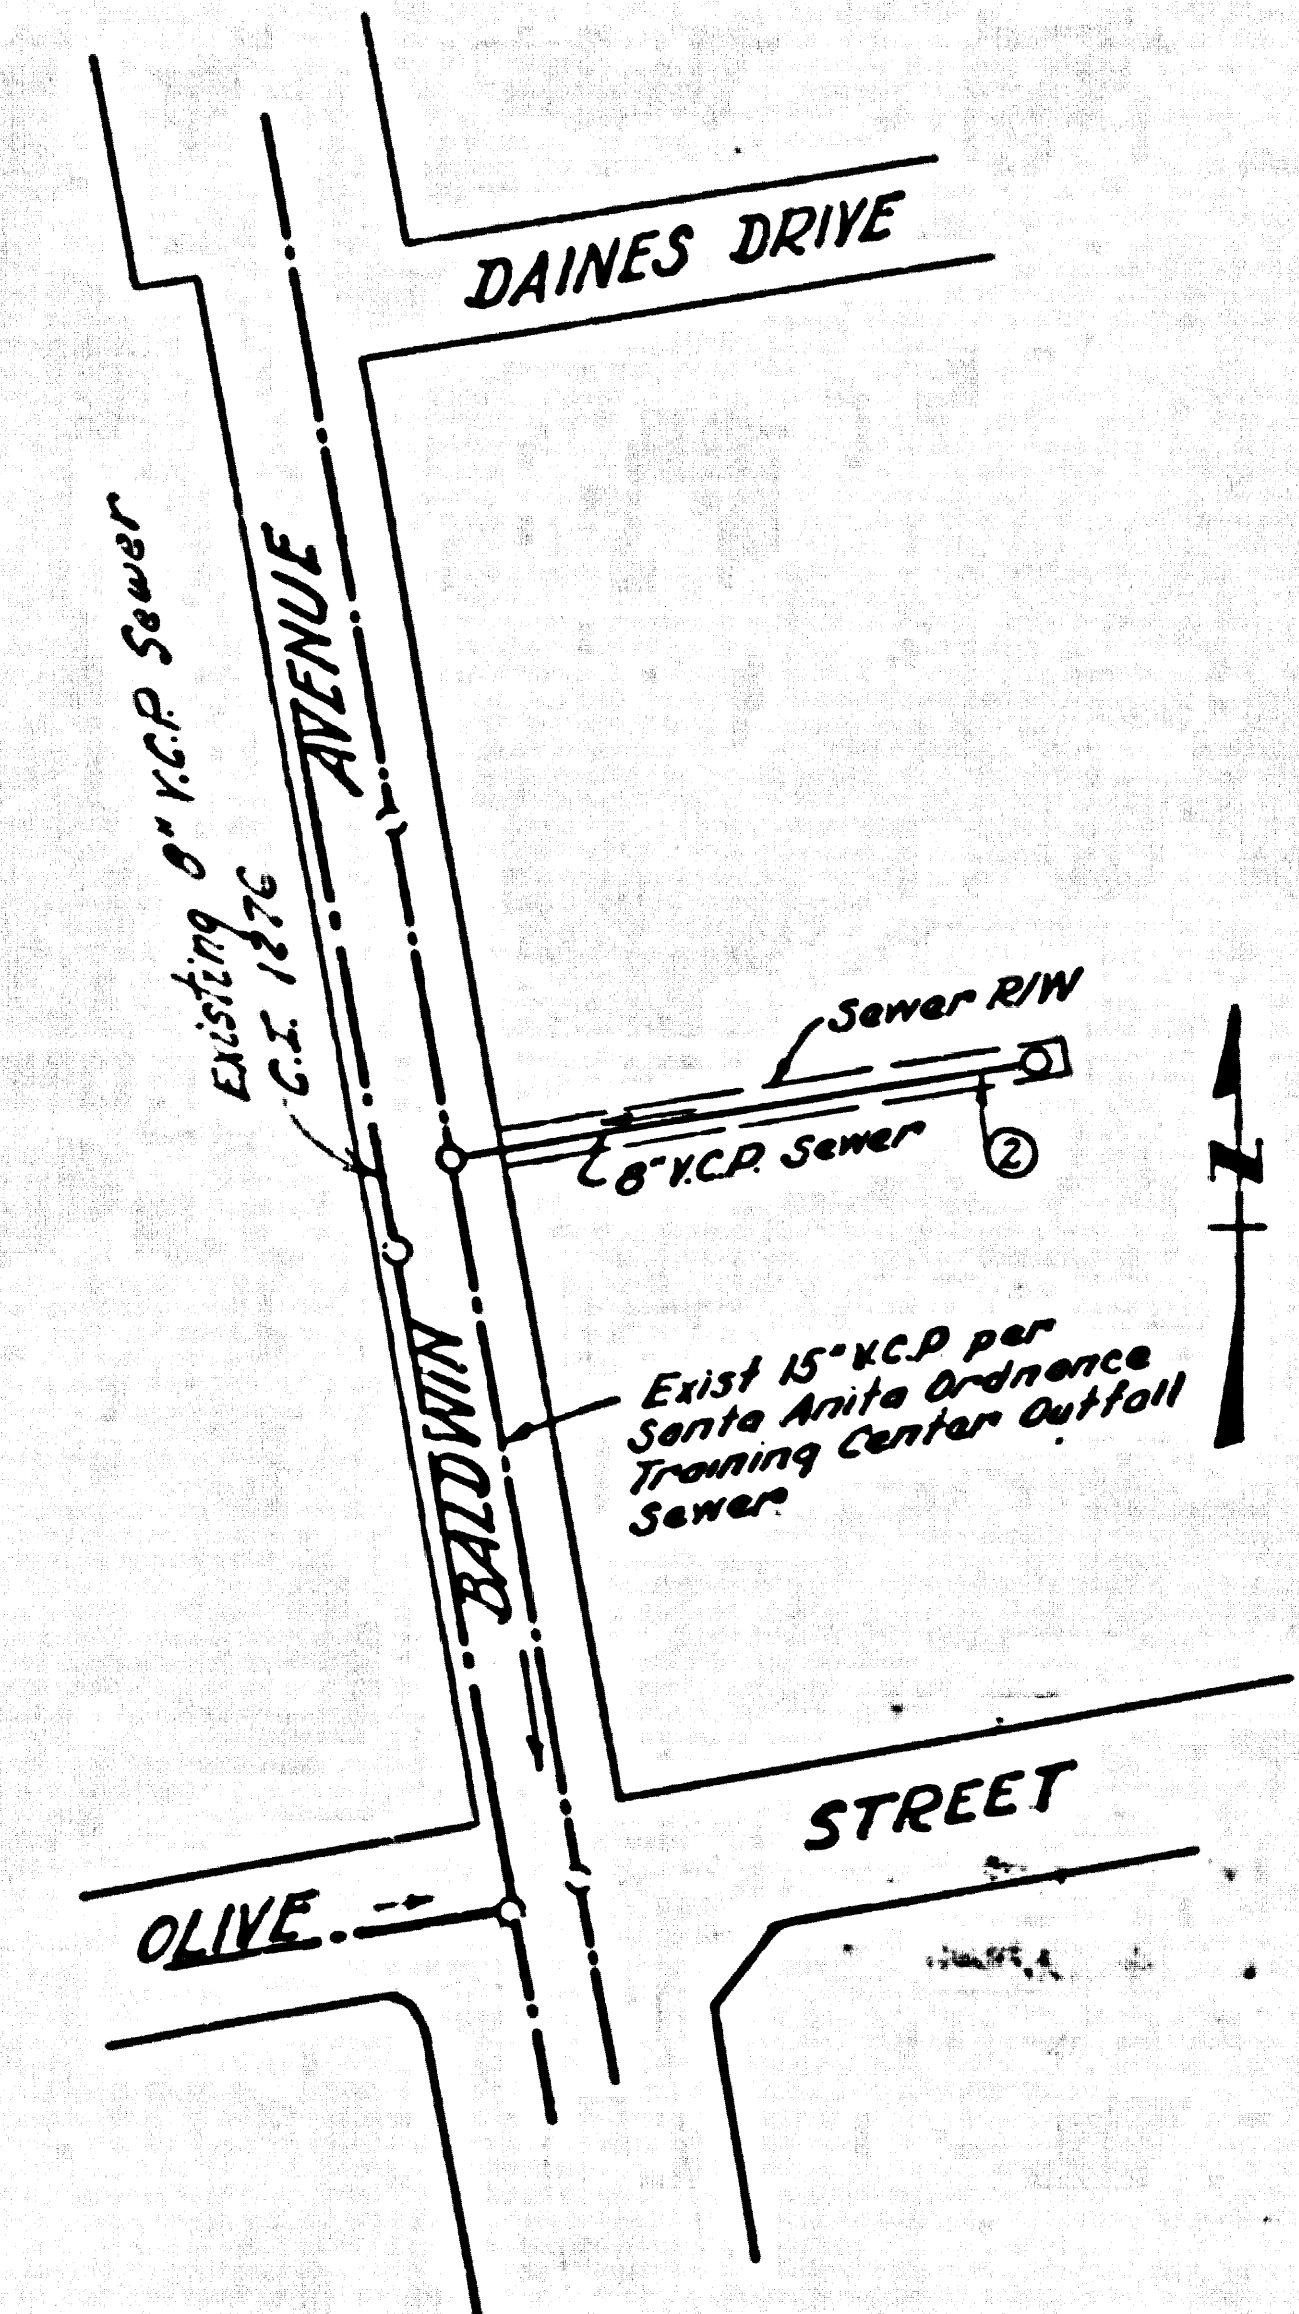 DAINES DRIVE
AVENUE
Existing 8" V.C.P. Sewer
C.I. 1276
Sewer R/W
8" V.C.P. Sewer
2
N
Exist 15" V.C.P per
Santa Anita Ordnance
Training Center Outfall
Sewer
BALDWIN
STREET
OLIVE